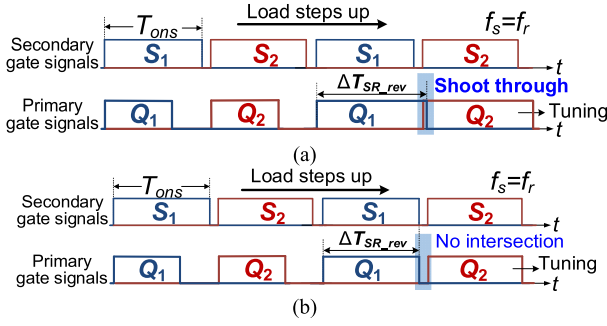 T_ons Load steps up f_s=f_r
Secondary gate signals S_1 S_2 S_1 S_2 t
ΔT_SR_rev Shoot through
Primary gate signals Q_1 Q_2 Q_1 Q_2 Tuning t
(a)
T_ons Load steps up f_s=f_r
Secondary gate signals S_1 S_2 S_1 S_2 t
ΔT_SR_rev No intersection
Primary gate signals Q_1 Q_2 Q_1 Q_2 Tuning t
(b)